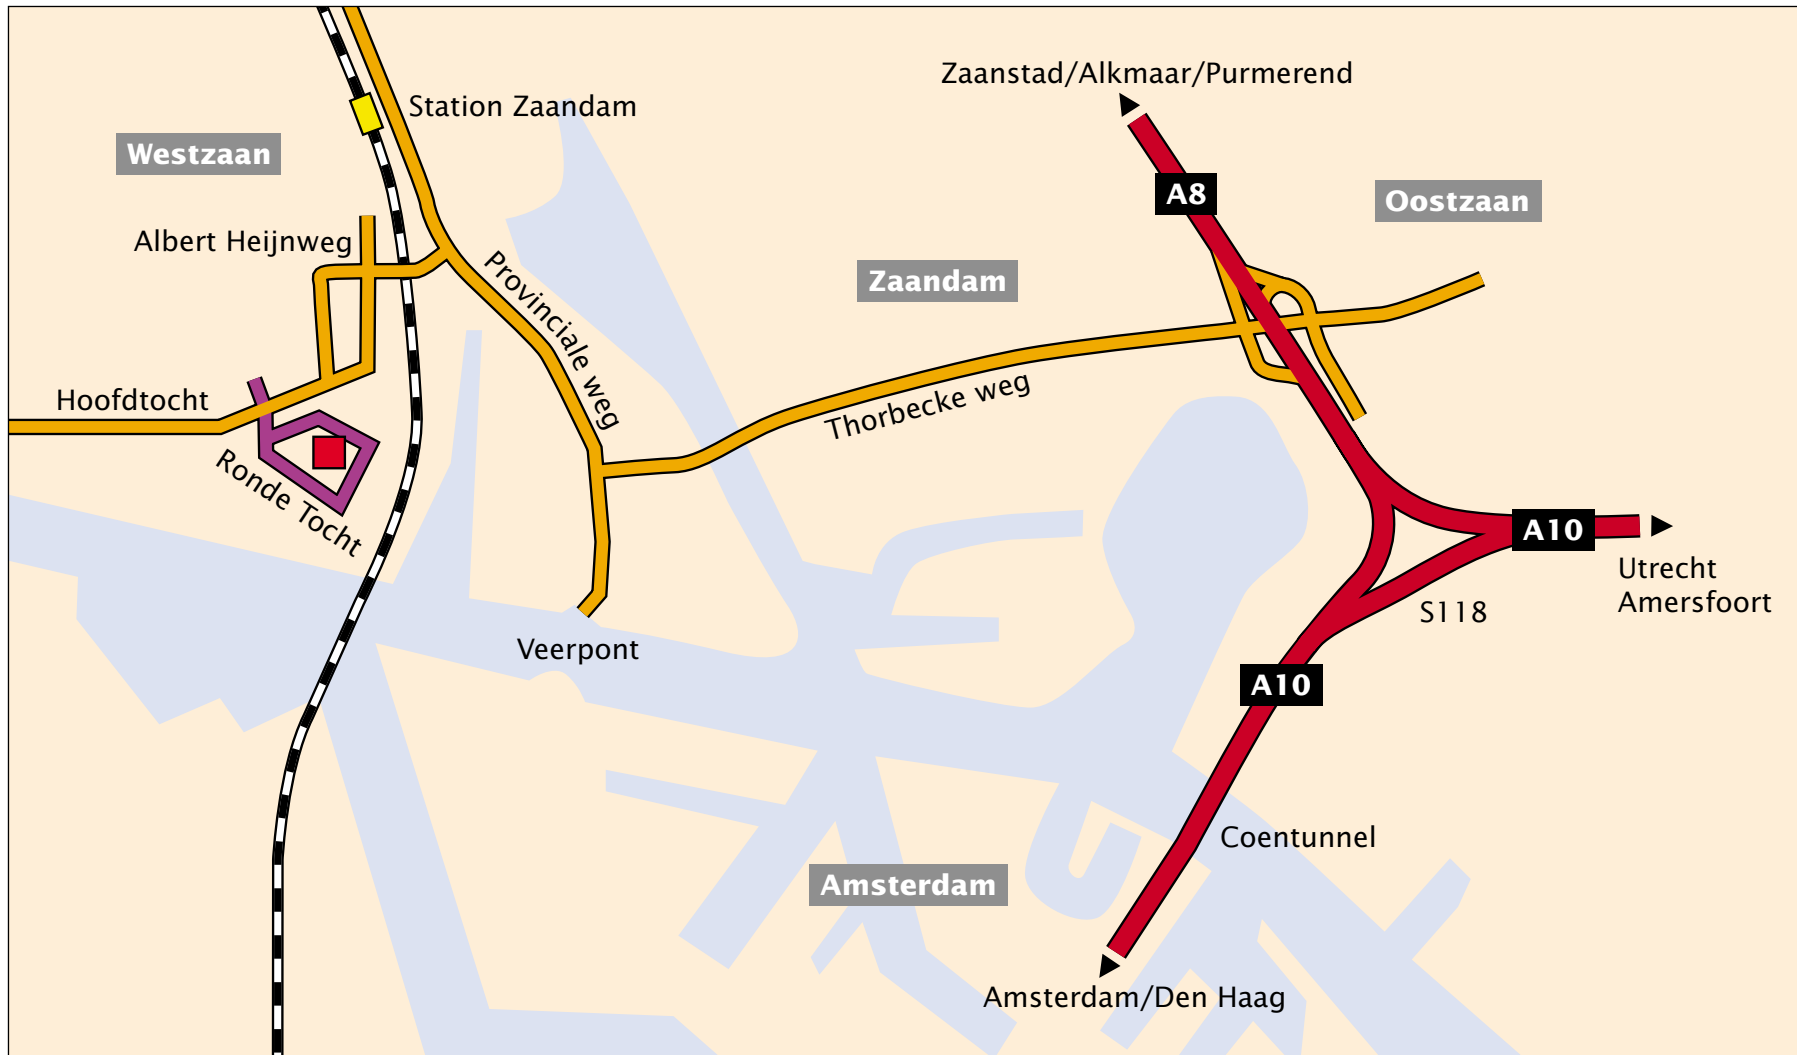 Zaanstad/Alkmaar/Purmerend
Station Zaandam
Westzaan
A8
Oostzaan
Albert Heijnweg
Provinciale weg
Zaandam
Hoofdtocht
Thorbecke weg
Ronde Tocht
A10
Utrecht
Amersfoort
S118
Veerpont
A10
Coentunnel
Amsterdam
Amsterdam/Den Haag